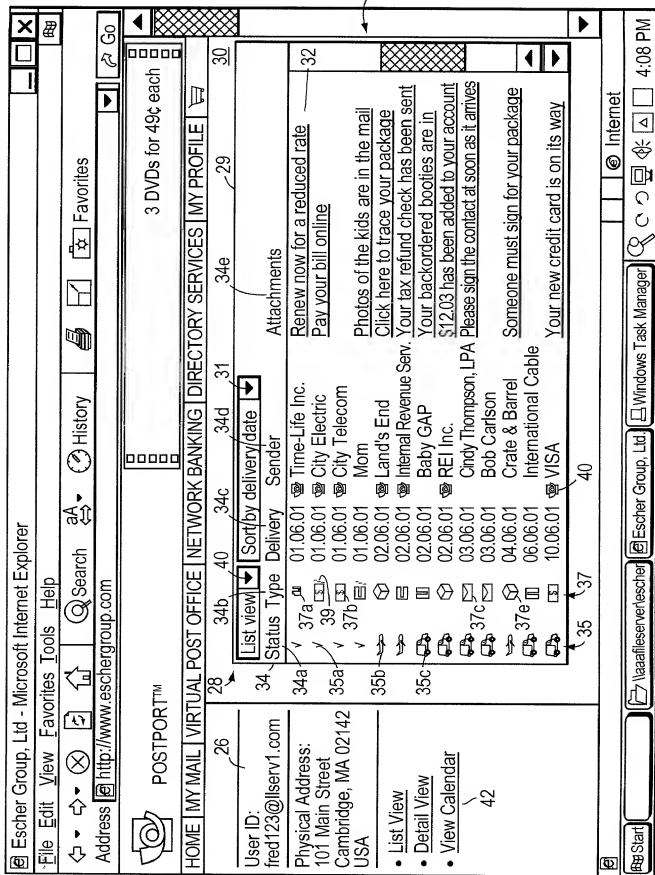 Escher Group, Ltd - Microsoft Internet Explorer
File Edit View Favorites Tools Help
Search aA History Favorites
Address http://www.eschergroup.com Go
POSTPORT™ 3 DVDs for 49¢ each
HOME | MY MAIL | VIRTUAL POST OFFICE | NETWORK BANKING | DIRECTORY SERVICES | MY PROFILE
28 34 34b 40 34c 34d 31 34e 29 30
26
User ID:
fred123@llserv1.com
Physical Address:
101 Main Street
Cambridge, MA 02142
USA
• List View
• Detail View
• View Calendar
42
List view Sort by delivery date
Status Type Delivery Sender Attachments
34a 37a 01.06.01 Time-Life Inc. Renew now for a reduced rate 32
39 $ 01.06.01 City Electric Pay your bill online
35a 37b $ 01.06.01 City Telecom
01.06.01 Mom Photos of the kids are in the mail
35b 02.06.01 Land's End Click here to trace your package
02.06.01 Internal Revenue Serv. Your tax refund check has been sent
35c 02.06.01 Baby GAP Your backordered booties are in
02.06.01 REI Inc. $12.03 has been added to your account
03.06.01 Cindy Thompson, LPA Please sign the contact at soon as it arrives
37c 03.06.01 Bob Carlson
04.06.01 Crate & Barrel Someone must sign for your package
37e 06.06.01 International Cable
$ 10.06.01 VISA Your new credit card is on its way
35 37 40
Internet
Start \\aaafileserver\escher Escher Group, Ltd. Windows Task Manager 4:08 PM